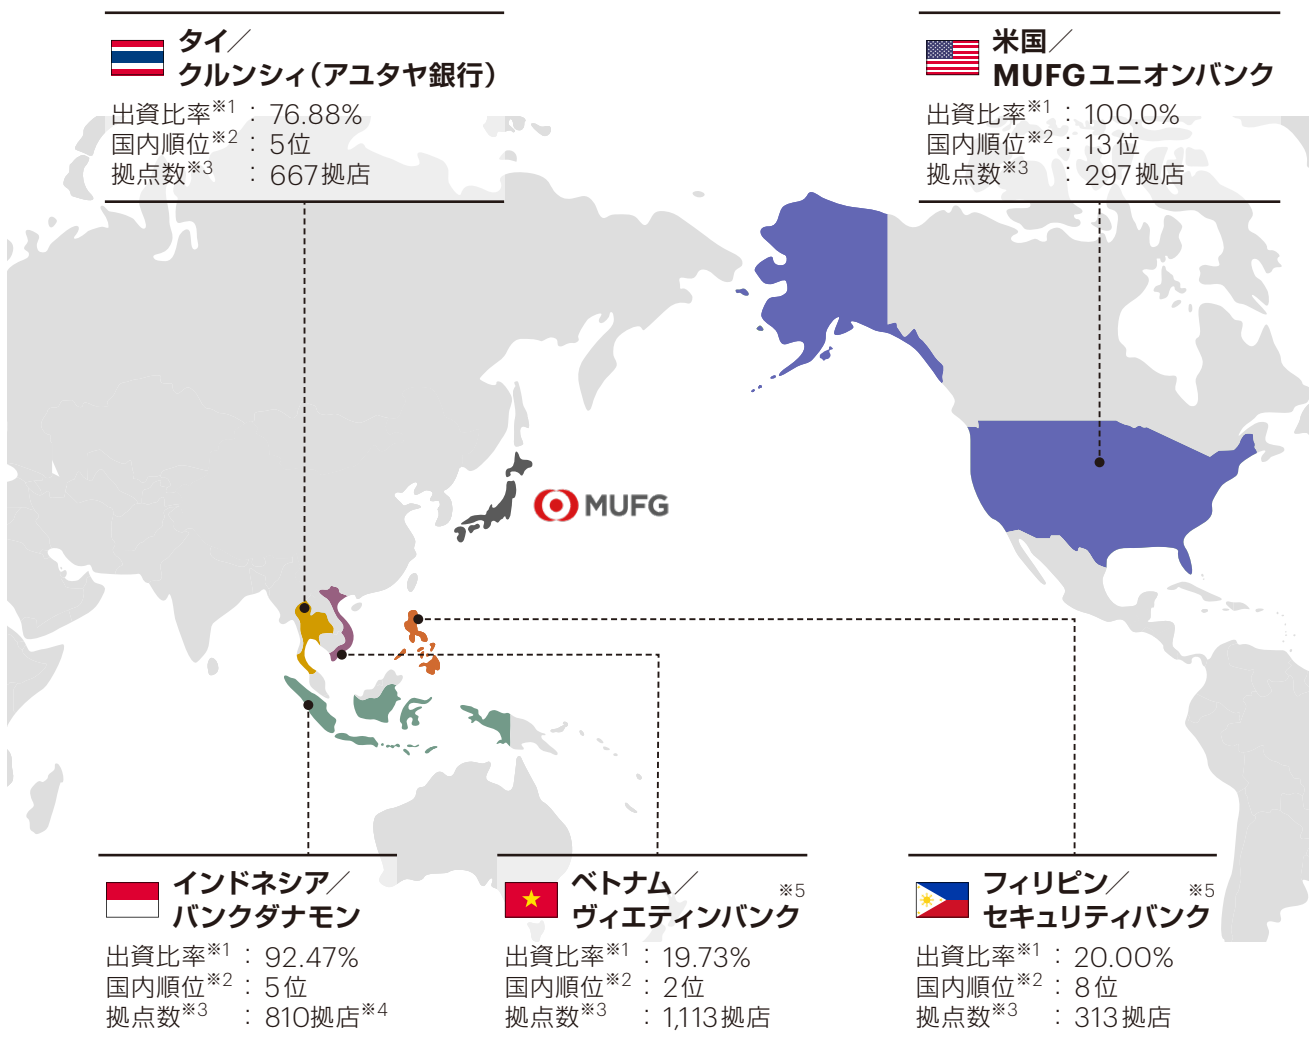 タイ／
クルンシィ（アユタヤ銀行）
出資比率※1 : 76.88%
国内順位※2 : 5位
拠点数※3 : 667拠店
米国／
MUFGユニオンバンク
出資比率※1 : 100.0%
国内順位※2 : 13位
拠点数※3 : 297拠店
MUFG
インドネシア／
バンクダナモン
出資比率※1 : 92.47%
国内順位※2 : 5位
拠点数※3 : 810拠店※4
ベトナム／
ヴィエティンバンク※5
出資比率※1 : 19.73%
国内順位※2 : 2位
拠点数※3 : 1,113拠店
フィリピン／
セキュリティバンク※5
出資比率※1 : 20.00%
国内順位※2 : 8位
拠点数※3 : 313拠店